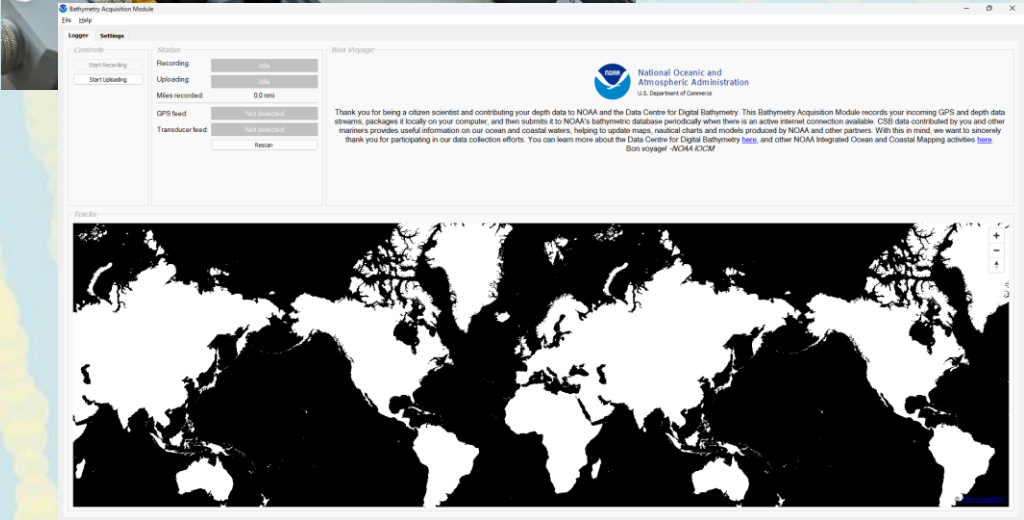 Bathymetry Acquisition Module
File Help
Logger Settings
Controls
Start Recording
Start Uploading
Status
Recording: Idle
Uploading: Idle
Miles recorded: 0.0 nmi
GPS feed: Not detected
Transducer feed: Not detected
Rescan
Bon Voyage
NOAA
National Oceanic and
Atmospheric Administration
U.S. Department of Commerce
Thank you for being a citizen scientist and contributing your depth data to NOAA and the Data Centre for Digital Bathymetry. This Bathymetry Acquisition Module records your incoming GPS and depth data
streams, packages it locally on your computer, and then submits it to NOAA's bathymetric database periodically when there is an active internet connection available. CSB data contributed by you and other
mariners provides useful information on our ocean and coastal waters, helping to update maps, nautical charts and models produced by NOAA and other partners. With this in mind, we want to sincerely
thank you for participating in our data collection efforts. You can learn more about the Data Centre for Digital Bathymetry here, and other NOAA Integrated Ocean and Coastal Mapping activities here.
Bon voyage! -NOAA IOCM
Tracks